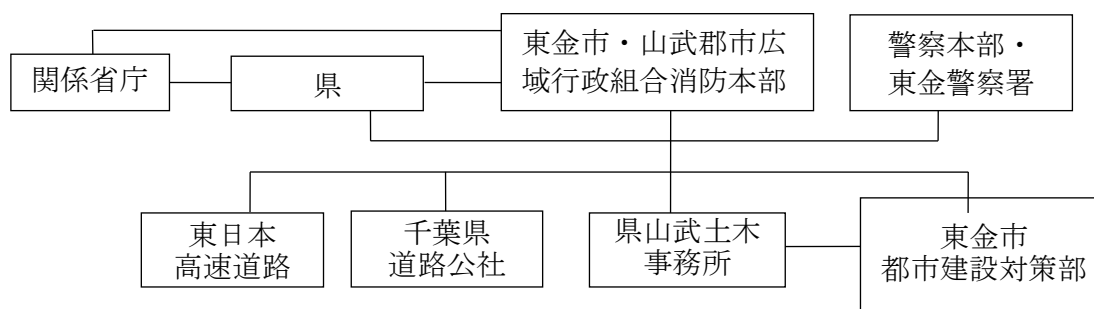 東金市・山武郡市広
域行政組合消防本部
警察本部・
東金警察署
関係省庁
県
東日本
高速道路
千葉県
道路公社
県山武土木
事務所
東金市
都市建設対策部